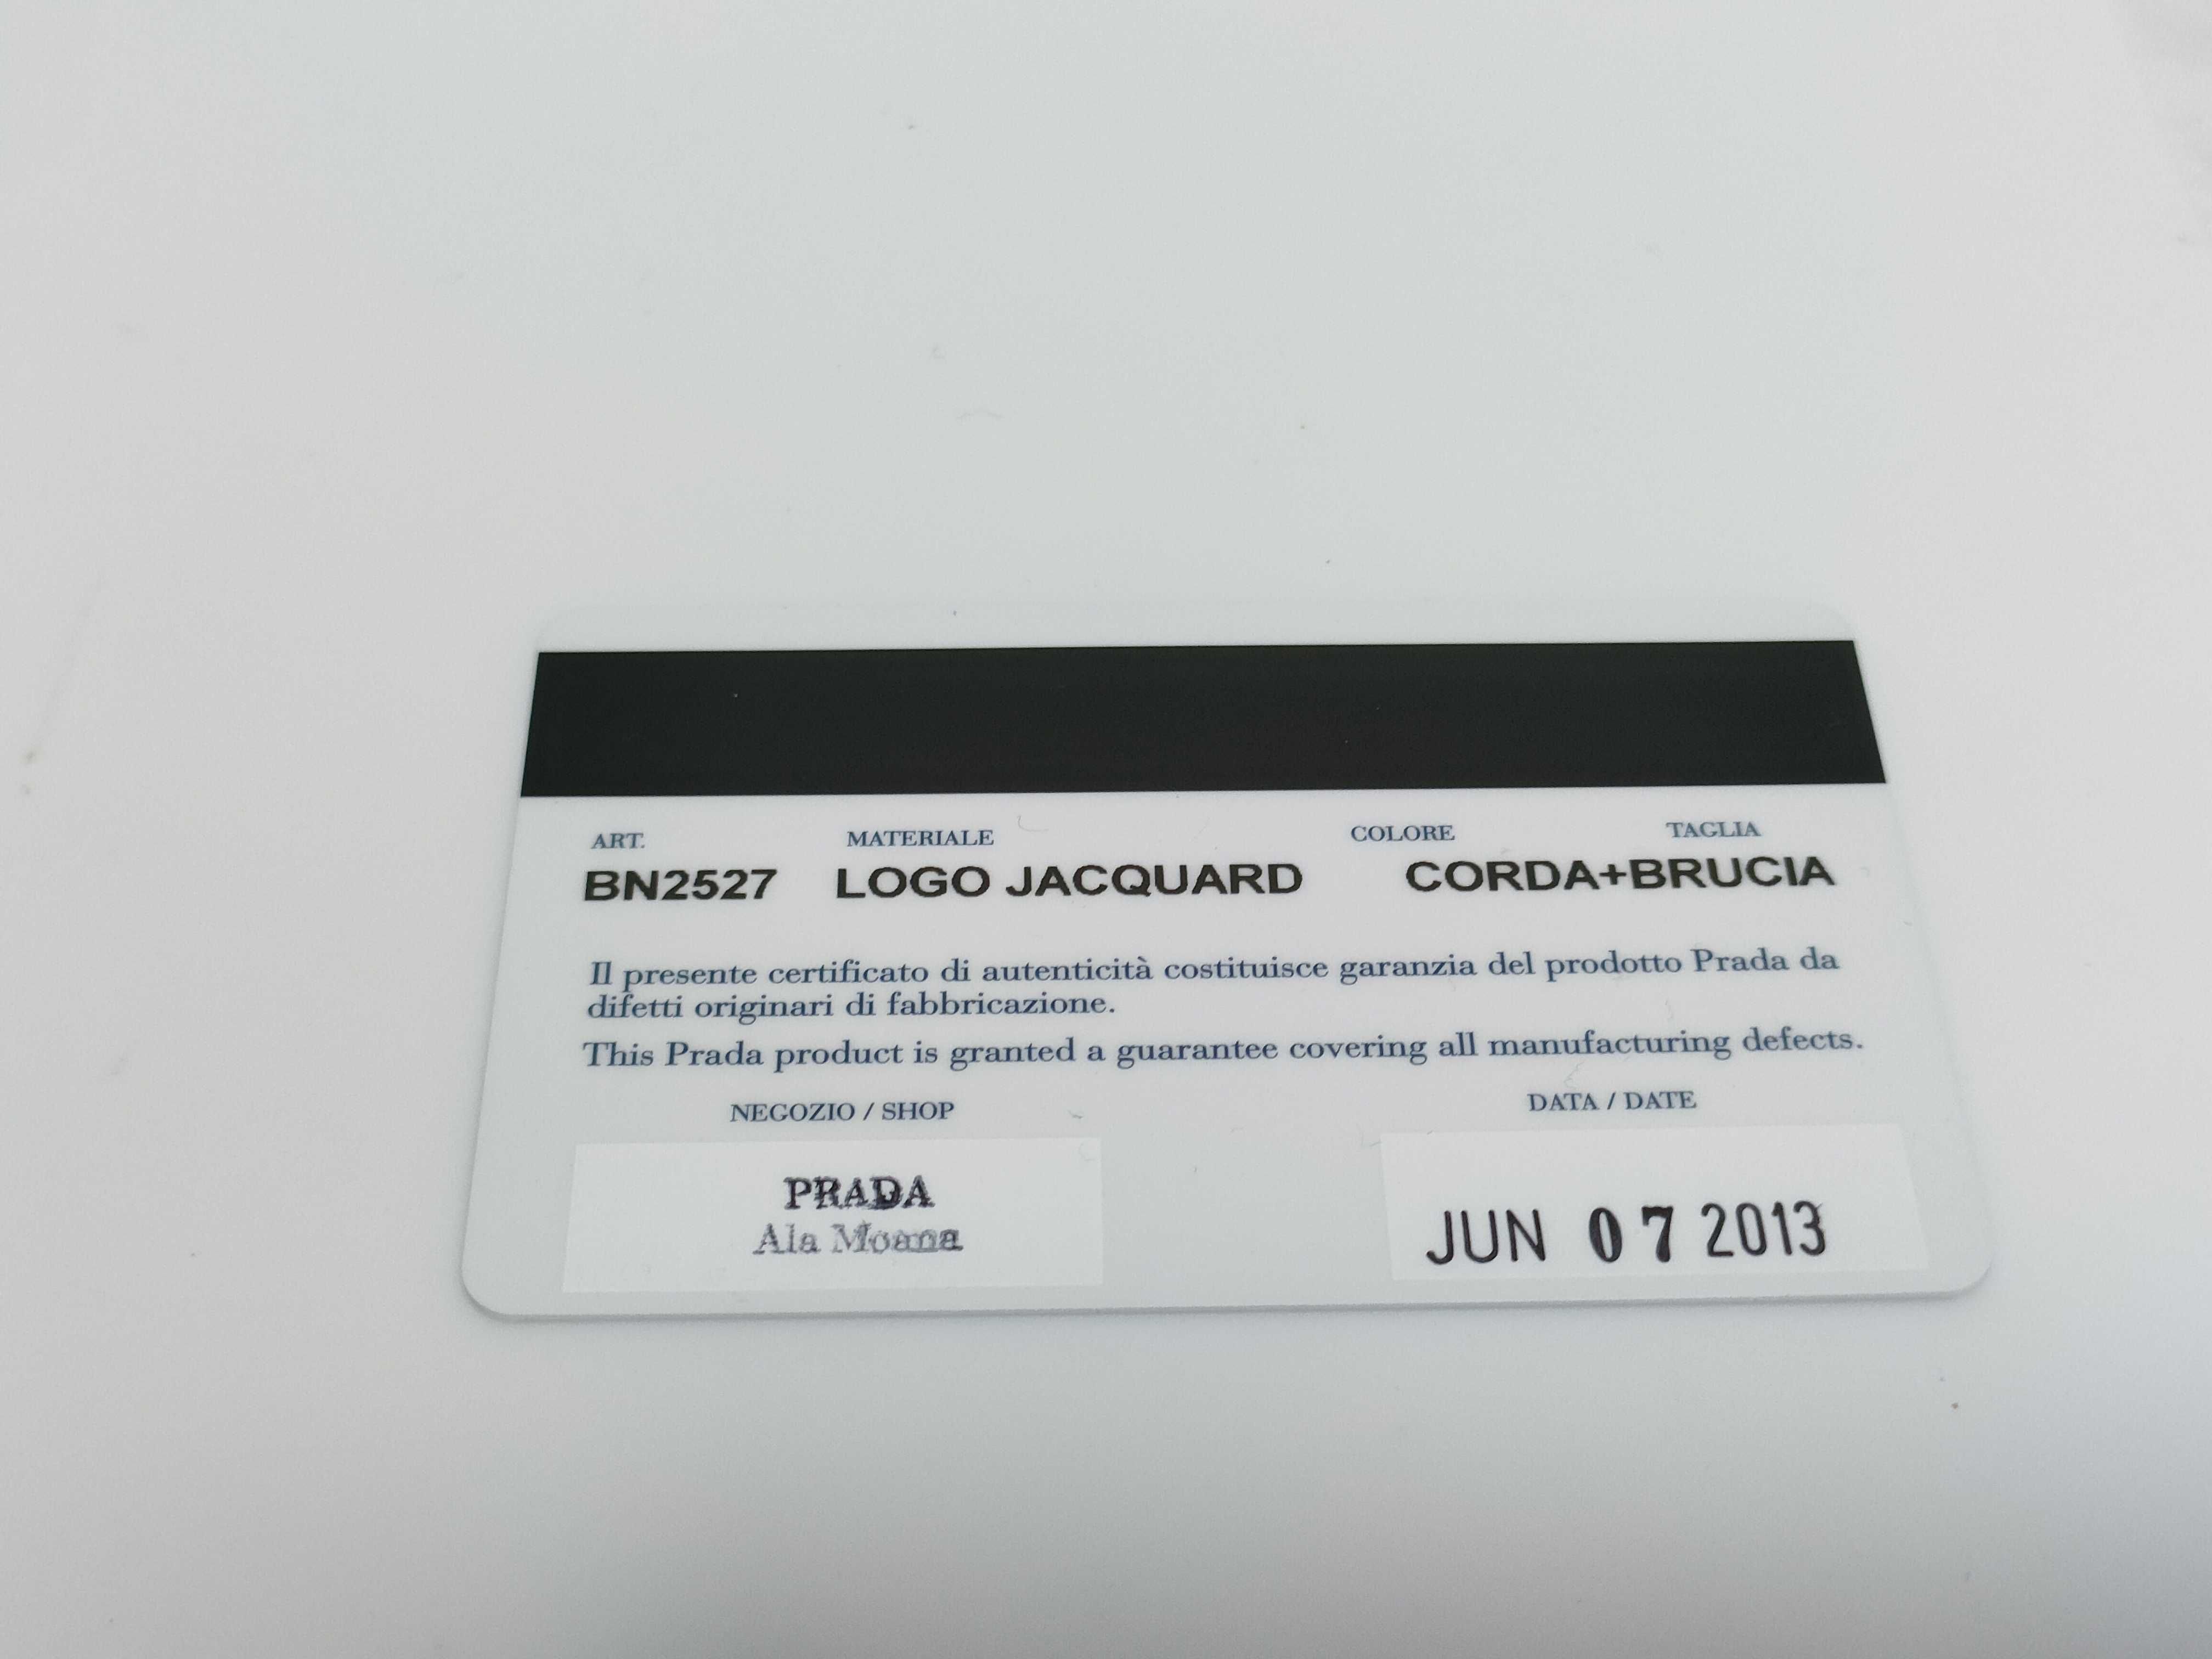 ART. MATERIALE COLORE TAGLIA
BN2527 LOGO JACQUARD CORDA+BRUCIA
Il presente certificato di autenticità costituisce garanzia del prodotto Prada da
difetti originari di fabbricazione.
This Prada product is granted a guarantee covering all manufacturing defects.
NEGOZIO / SHOP DATA / DATE
PRADA
Ala Moana
JUN 07 2013